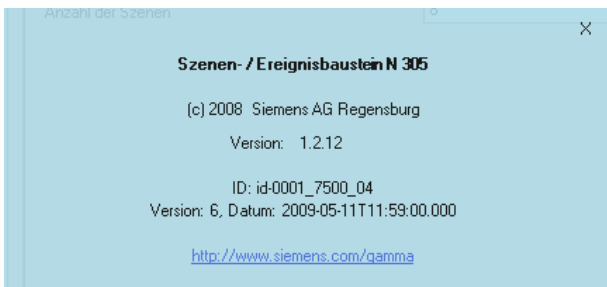 Anzahl der Szenen
X
Szenen- / Ereignisbaustein N 305
(c) 2008 Siemens AG Regensburg
Version: 1.2.12
ID: id-0001_7500_04
Version: 6, Datum: 2009-05-11T11:59:00.000
http://www.siemens.com/gamma